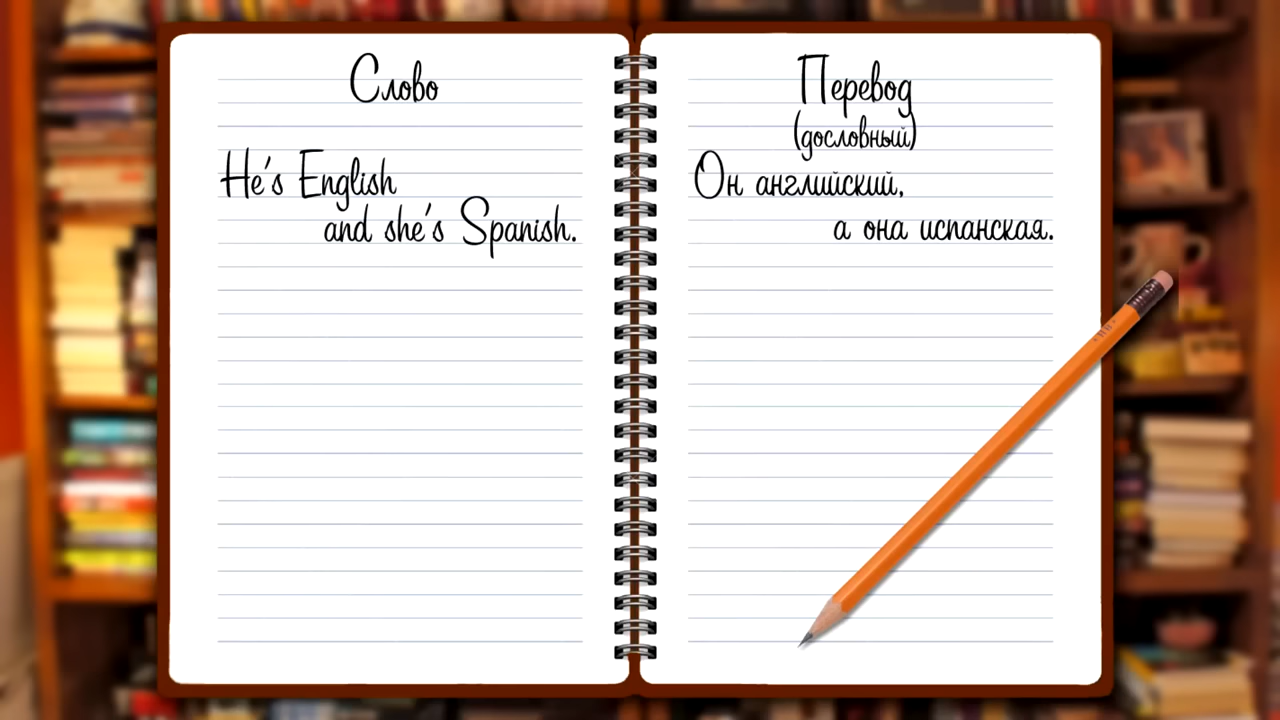 Слово
He's English
and she's Spanish.
Перевод
(дословный)
Он английский,
а она испанская.